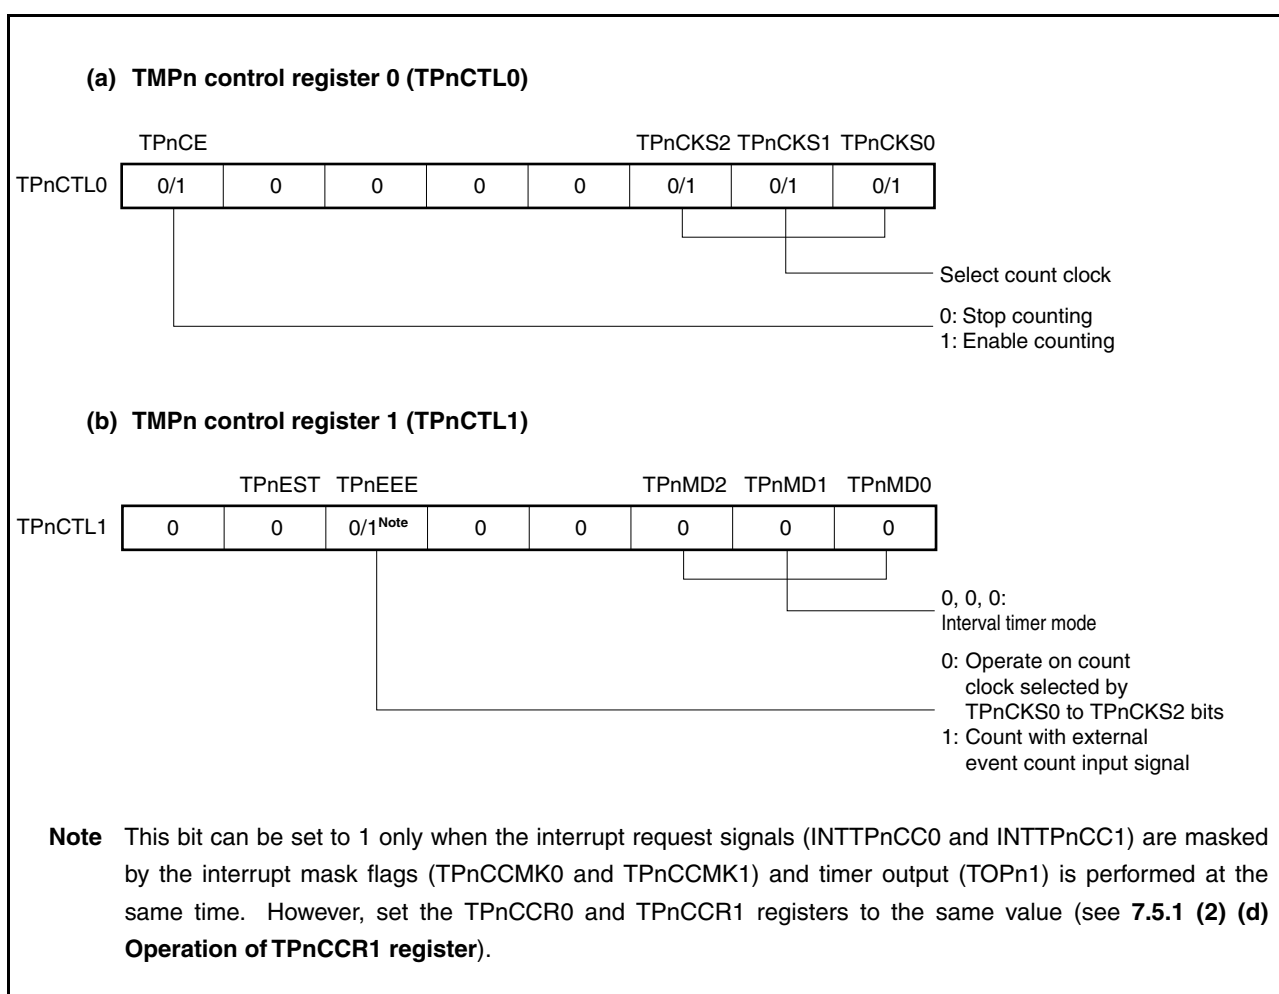 (a) TMPn control register 0 (TPnCTL0)
TPnCE TPnCKS2 TPnCKS1 TPnCKS0
TPnCTL0 0/1 0 0 0 0 0/1 0/1 0/1
Select count clock
0: Stop counting
1: Enable counting
(b) TMPn control register 1 (TPnCTL1)
TPnEST TPnEEE TPnMD2 TPnMD1 TPnMD0
TPnCTL1 0 0 0/1Note 0 0 0 0 0
0, 0, 0:
Interval timer mode
0: Operate on count
clock selected by
TPnCKS0 to TPnCKS2 bits
1: Count with external
event count input signal
Note This bit can be set to 1 only when the interrupt request signals (INTTPnCC0 and INTTPnCC1) are masked
by the interrupt mask flags (TPnCCMK0 and TPnCCMK1) and timer output (TOPn1) is performed at the
same time. However, set the TPnCCR0 and TPnCCR1 registers to the same value (see 7.5.1 (2) (d)
Operation of TPnCCR1 register).